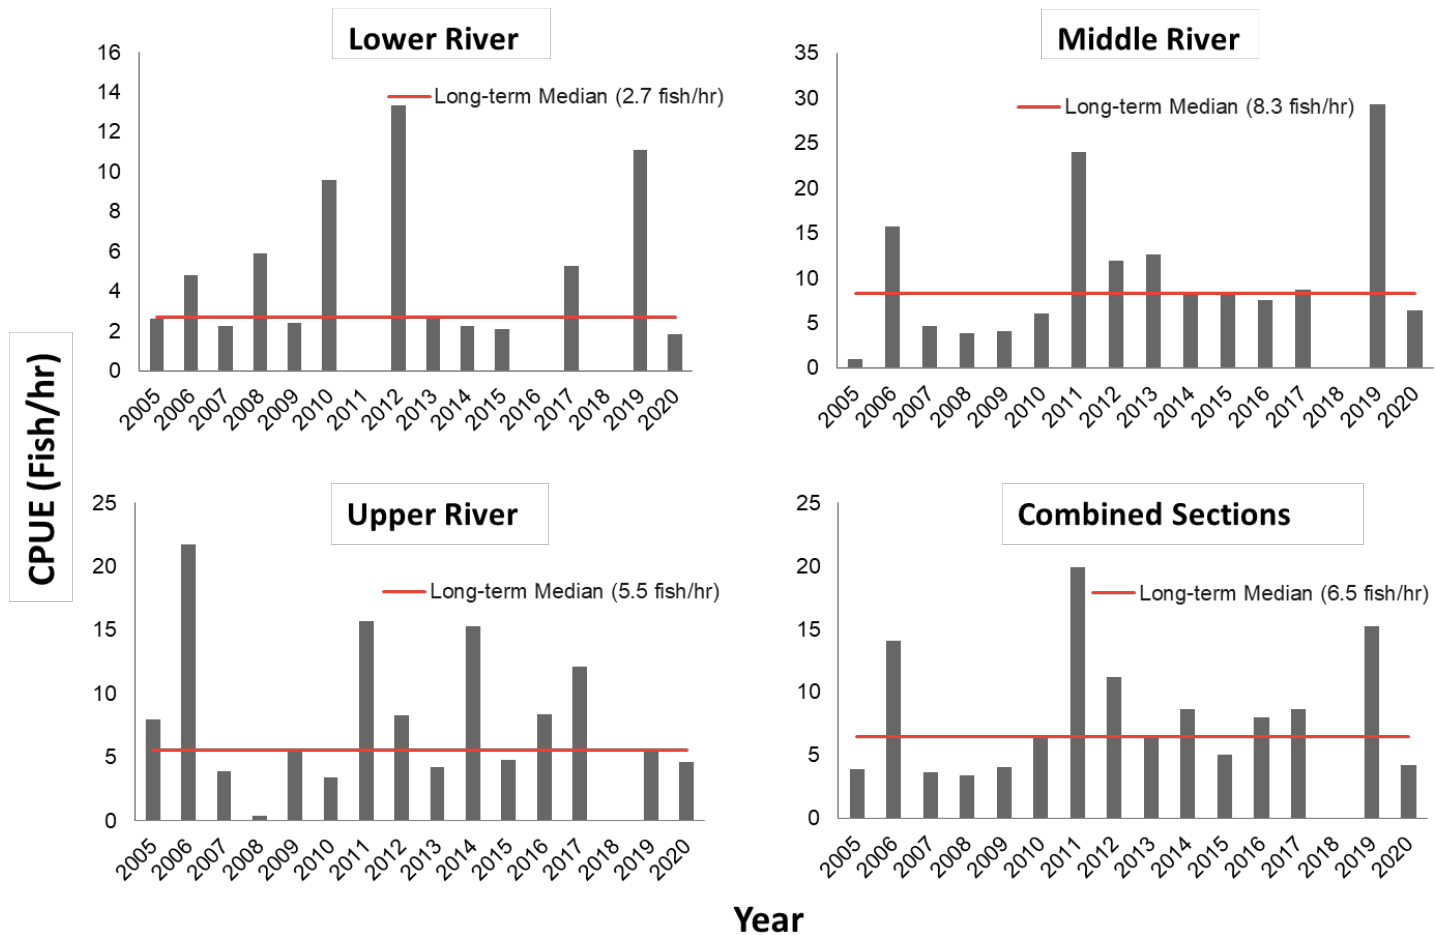 Lower River
16
14
12
10
8
6
4
2
0
Long-term Median (2.7 fish/hr)
2005 2006 2007 2008 2009 2010 2011 2012 2013 2014 2015 2016 2017 2018 2019 2020
Middle River
35
30
25
20
15
10
5
0
Long-term Median (8.3 fish/hr)
2005 2006 2007 2008 2009 2010 2011 2012 2013 2014 2015 2016 2017 2018 2019 2020
CPUE (Fish/hr)
Upper River
25
20
15
10
5
0
Long-term Median (5.5 fish/hr)
2005 2006 2007 2008 2009 2010 2011 2012 2013 2014 2015 2016 2017 2018 2019 2020
Combined Sections
25
20
15
10
5
0
Long-term Median (6.5 fish/hr)
2005 2006 2007 2008 2009 2010 2011 2012 2013 2014 2015 2016 2017 2018 2019 2020
Year